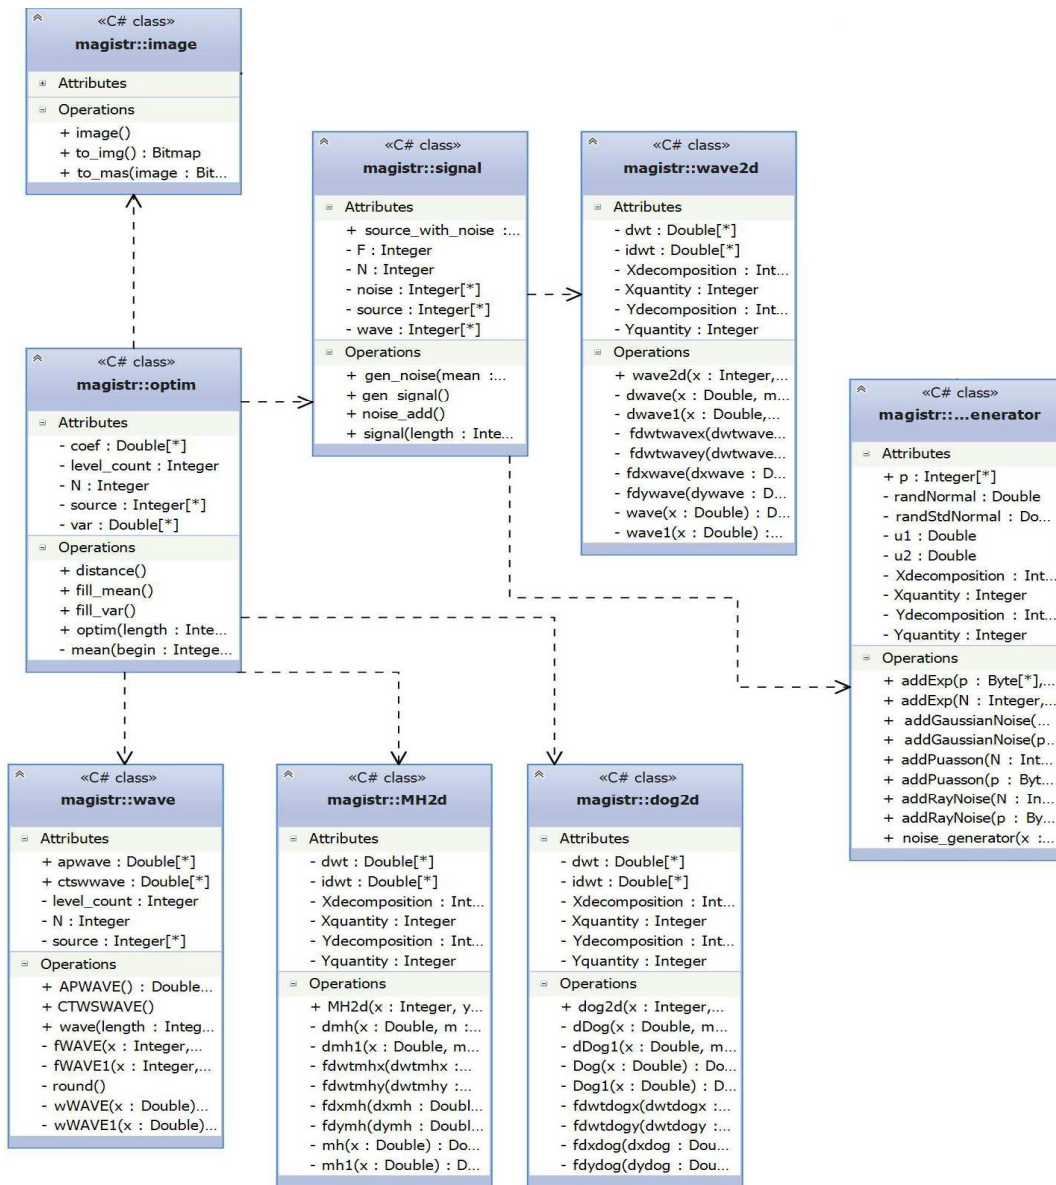 «C# class»
magistr::image
Attributes
Operations
+ image()
+ to_img() : Bitmap
+ to_mas(image : Bit...
«C# class»
magistr::signal
Attributes
+ source_with_noise :...
- F : Integer
- N : Integer
- noise : Integer[*]
- source : Integer[*]
- wave : Integer[*]
Operations
+ gen_noise(mean :...
+ gen_signal()
+ noise_add()
+ signal(length : Inte...
«C# class»
magistr::wave2d
Attributes
- dwt : Double[*]
- idwt : Double[*]
- Xdecomposition : Int...
- Xquantity : Integer
- Ydecomposition : Int...
- Yquantity : Integer
Operations
+ wave2d(x : Integer,...
- dwave(x : Double, m...
- dwave1(x : Double,...
- fdwtwavex(dwtwave...
- fdwtwavey(dwtwave...
- fdxwave(dxwave : D...
- fdywave(dywave : D...
- wave(x : Double) : D...
- wave1(x : Double) :...
«C# class»
magistr::optim
Attributes
- coef : Double[*]
- level_count : Integer
- N : Integer
- source : Integer[*]
- var : Double[*]
Operations
+ distance()
+ fill_mean()
+ fill_var()
+ optim(length : Inte...
- mean(begin : Intege...
«C# class»
magistr::...enerator
Attributes
+ p : Integer[*]
- randNormal : Double
- randStdNormal : Do...
- u1 : Double
- u2 : Double
- Xdecomposition : Int...
- Xquantity : Integer
- Ydecomposition : Int...
- Yquantity : Integer
Operations
+ addExp(p : Byte[*],...
+ addExp(N : Integer,...
+ addGaussianNoise(...
+ addGaussianNoise(p...
+ addPuasson(N : Int...
+ addPuasson(p : Byt...
+ addRayNoise(N : In...
+ addRayNoise(p : By...
+ noise_generator(x :...
«C# class»
magistr::wave
Attributes
+ apwave : Double[*]
+ ctswwave : Double[*]
- level_count : Integer
- N : Integer
- source : Integer[*]
Operations
+ APWAVE() : Double...
+ CTWSWAVE()
+ wave(length : Integ...
- fWAVE(x : Integer,...
- fWAVE1(x : Integer,...
- round()
- wWAVE(x : Double)...
- wWAVE1(x : Double)...
«C# class»
magistr::MH2d
Attributes
- dwt : Double[*]
- idwt : Double[*]
- Xdecomposition : Int...
- Xquantity : Integer
- Ydecomposition : Int...
- Yquantity : Integer
Operations
+ MH2d(x : Integer, y...
- dmh(x : Double, m :...
- dmh1(x : Double, m...
- fdwtmhx(dwtmhx :...
- fdwtmhy(dwtmhy :...
- fdxmh(dxmh : Doubl...
- fdymh(dymh : Doubl...
- mh(x : Double) : Do...
- mh1(x : Double) : D...
«C# class»
magistr::dog2d
Attributes
- dwt : Double[*]
- idwt : Double[*]
- Xdecomposition : Int...
- Xquantity : Integer
- Ydecomposition : Int...
- Yquantity : Integer
Operations
+ dog2d(x : Integer,...
- dDog(x : Double, m...
- dDog1(x : Double, m...
- Dog(x : Double) : Do...
- Dog1(x : Double) : D...
- fdwtdogx(dwtdogx :...
- fdwtdogy(dwtdogy :...
- fdxdog(dxdog : Dou...
- fdydog(dydog : Dou...